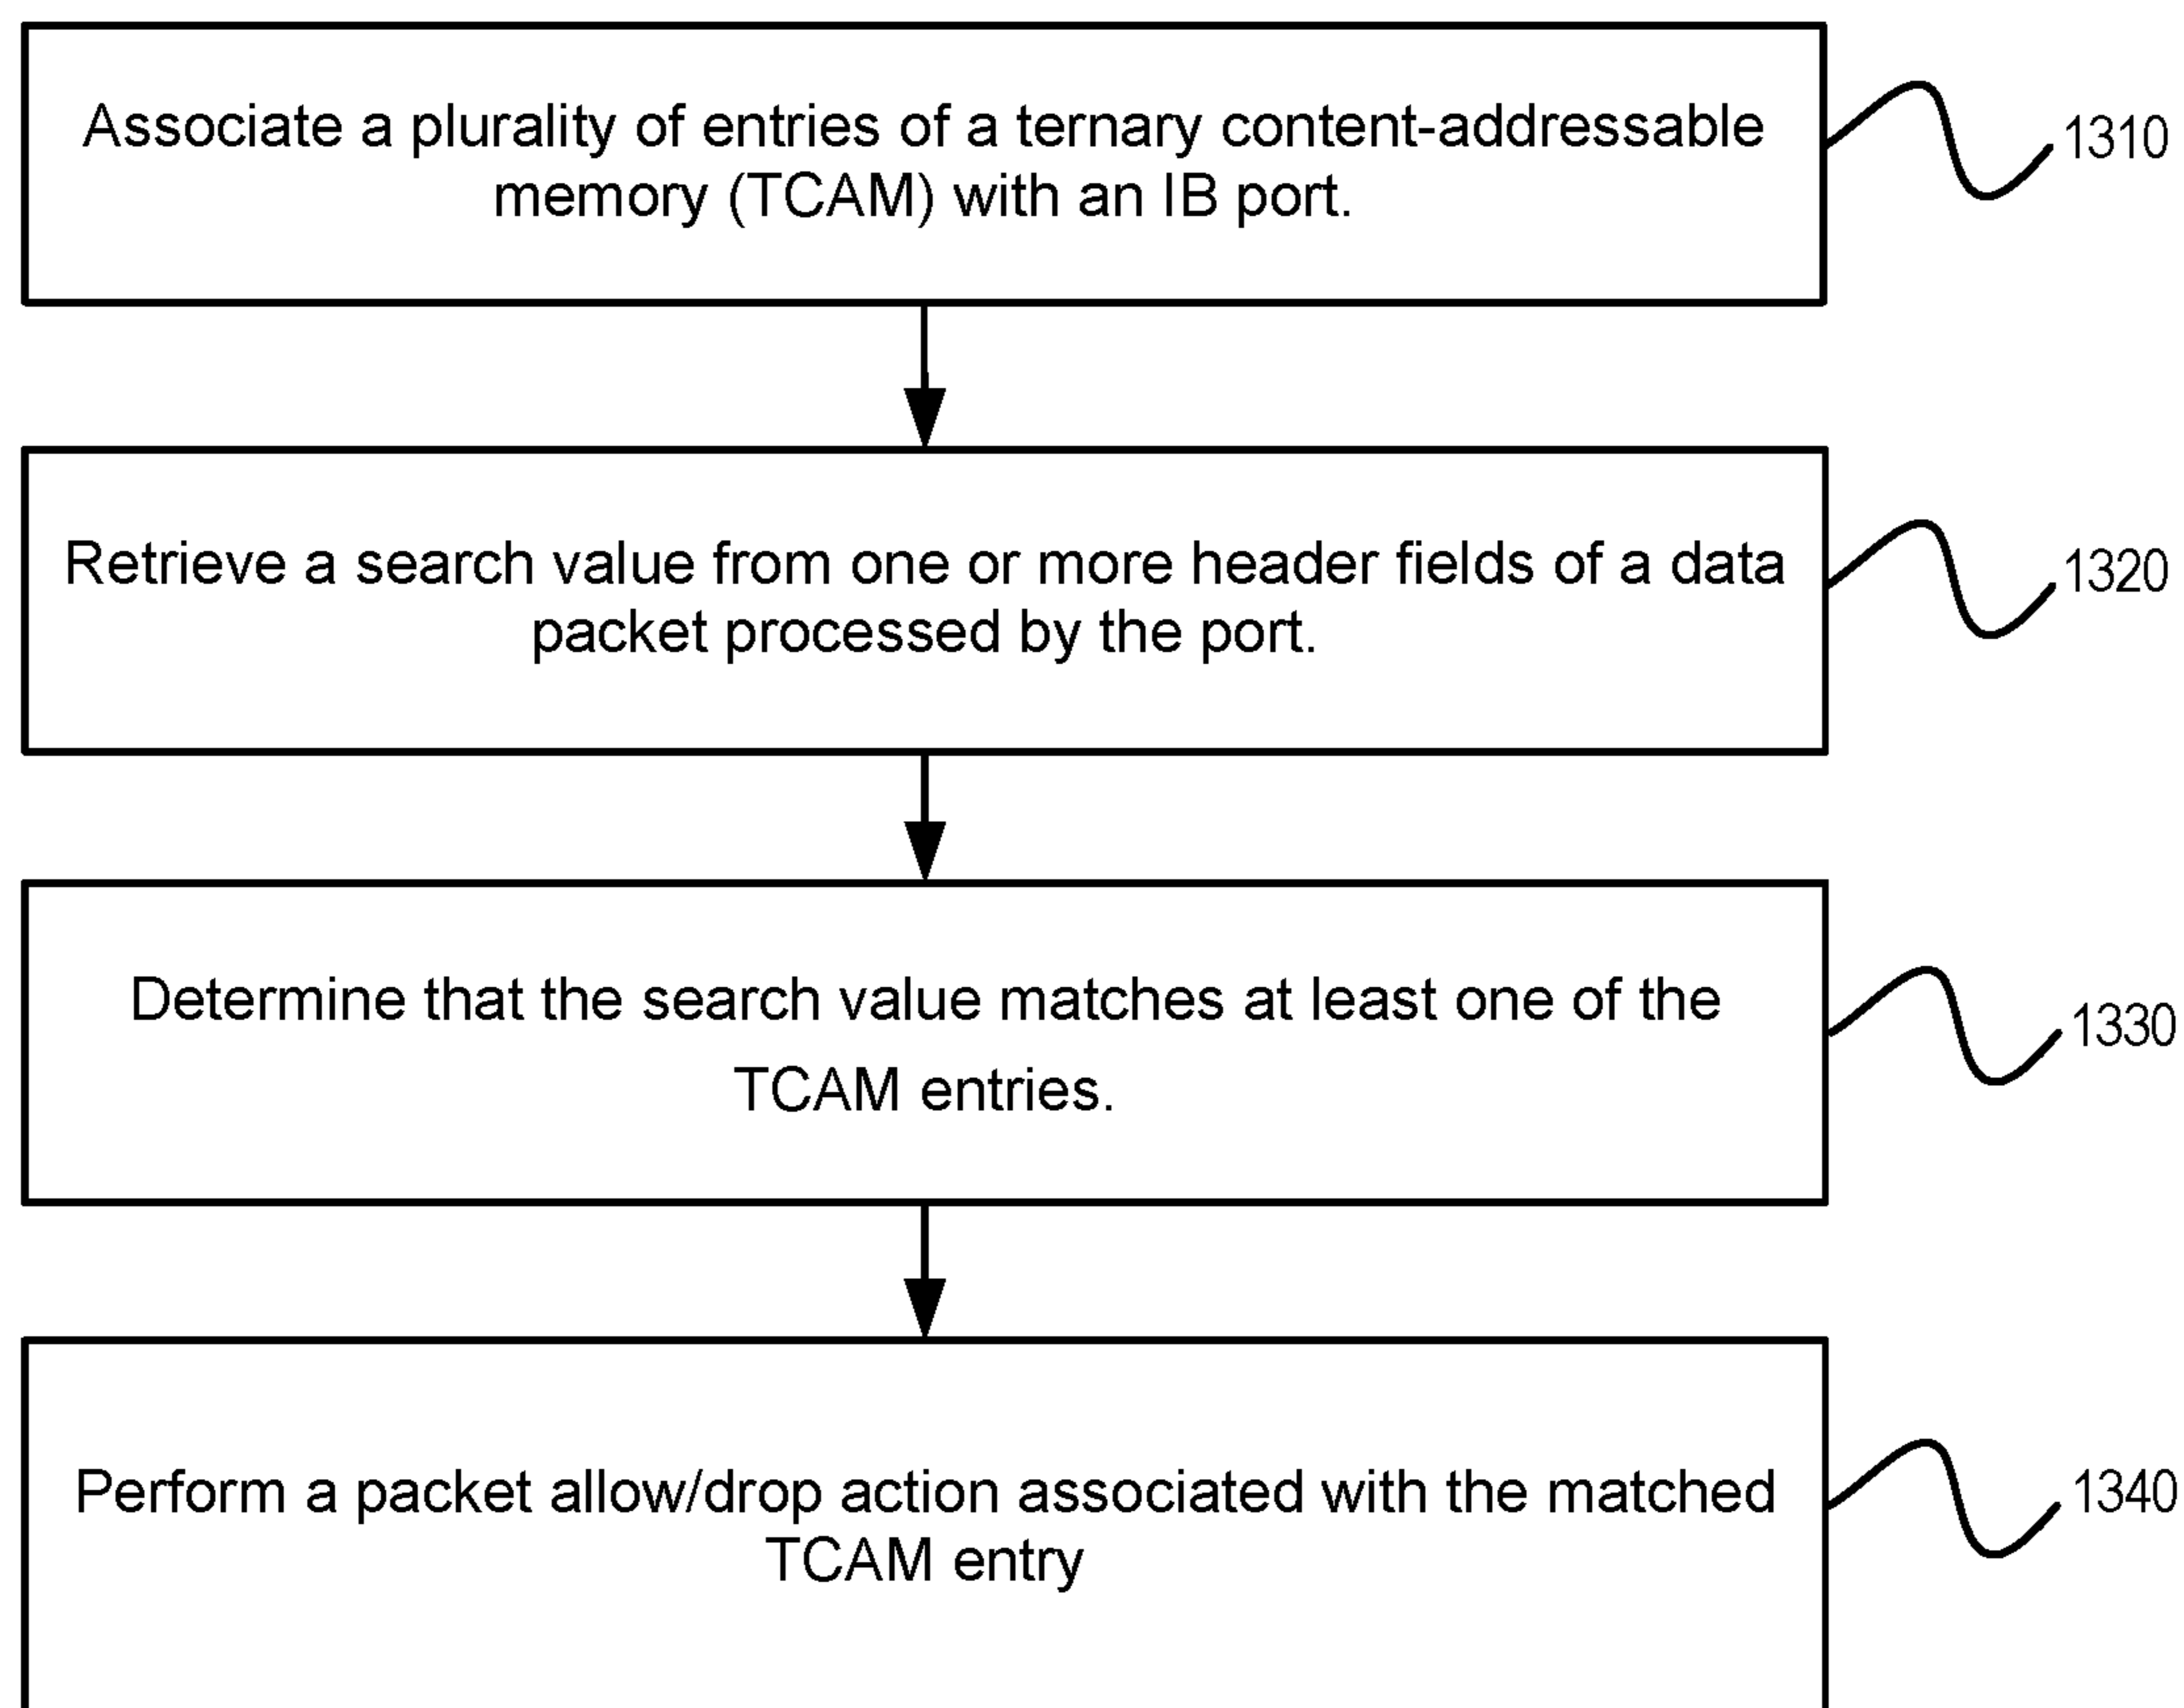 Associate a plurality of entries of a ternary content-addressable
memory (TCAM) with an IB port.
1310
Retrieve a search value from one or more header fields of a data
packet processed by the port.
1320
Determine that the search value matches at least one of the
TCAM entries.
1330
Perform a packet allow/drop action associated with the matched
TCAM entry
1340